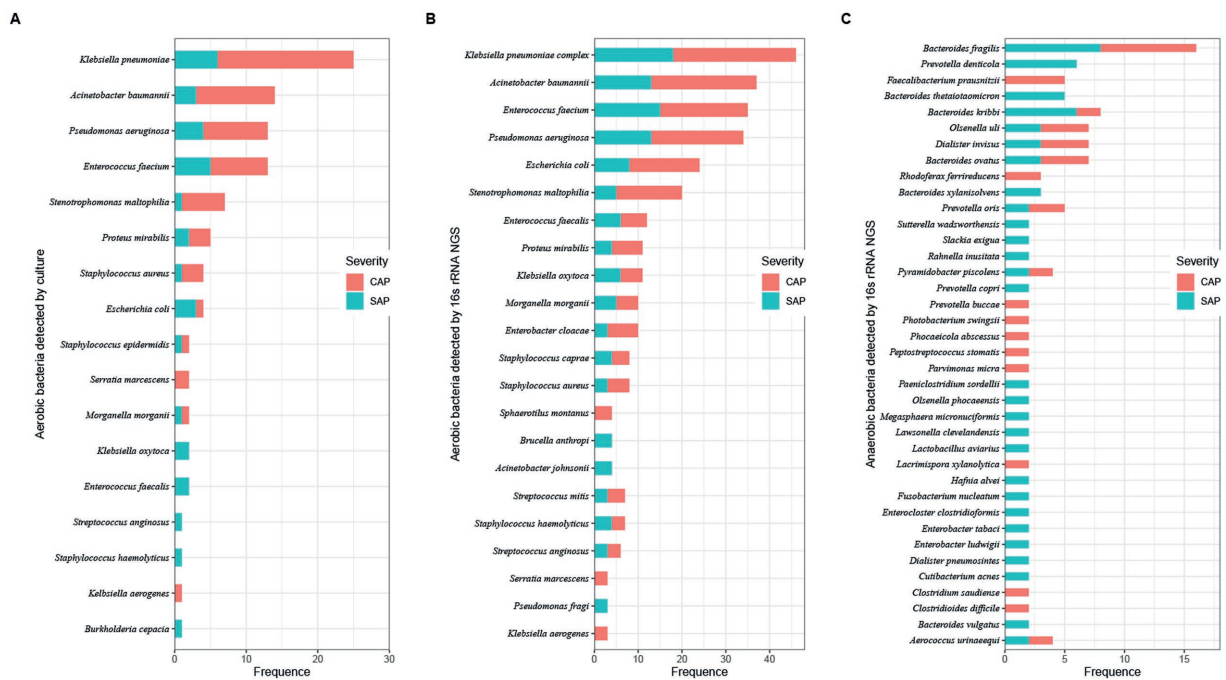 A
Aerobic bacteria detected by culture
Klebsiella pneumoniae
Acinetobacter baumannii
Pseudomonas aeruginosa
Enterococcus faecium
Stenotrophomonas maltophilia
Proteus mirabilis
Staphylococcus aureus
Escherichia coli
Staphylococcus epidermidis
Serratia marcescens
Morganella morganii
Klebsiella oxytoca
Enterococcus faecalis
Streptococcus anginosus
Staphylococcus haemolyticus
Kelbsiella aerogenes
Burkholderia cepacia
0 10 20 30
Frequence
Severity
CAP
SAP
B
Aerobic bacteria detected by 16s rRNA NGS
Klebsiella pneumoniae complex
Acinetobacter baumannii
Enterococcus faecium
Pseudomonas aeruginosa
Escherichia coli
Stenotrophomonas maltophilia
Enterococcus faecalis
Proteus mirabilis
Klebsiella oxytoca
Morganella morganii
Enterobacter cloacae
Staphylococcus caprae
Staphylococcus aureus
Sphaerotilus montanus
Brucella anthropi
Acinetobacter johnsonii
Streptococcus mitis
Staphylococcus haemolyticus
Streptococcus anginosus
Serratia marcescens
Pseudomonas fragi
Klebsiella aerogenes
0 10 20 30 40
Frequence
Severity
CAP
SAP
C
Anaerobic bacteria detected by 16s rRNA NGS
Bacteroides fragilis
Prevotella denticola
Faecalibacterium prausnitzii
Bacteroides thetaiotaomicron
Bacteroides kribbi
Olsenella uli
Dialister invisus
Bacteroides ovatus
Rhodoferax ferrireducens
Bacteroides xylanisolvens
Prevotella oris
Sutterella wadsworthensis
Slackia exigua
Rahnella inusitata
Pyramidobacter piscolens
Prevotella copri
Prevotella buccae
Photobacterium swingsii
Phocaeicola abscessus
Peptostreptococcus stomatis
Parvimonas micra
Paeniclostridium sordellii
Olsenella phocaeensis
Megasphaera micronuciformis
Lawsonella clevelandensis
Lactobacillus aviarius
Lacrimispora xylanolytica
Hafnia alvei
Fusobacterium nucleatum
Enterocloster clostridioformis
Enterobacter tabaci
Enterobacter ludwigii
Dialister pneumosintes
Cutibacterium acnes
Clostridium saudiense
Clostridioides difficile
Bacteroides vulgatus
Aerococcus urinaeequi
0 5 10 15
Frequence
Severity
CAP
SAP